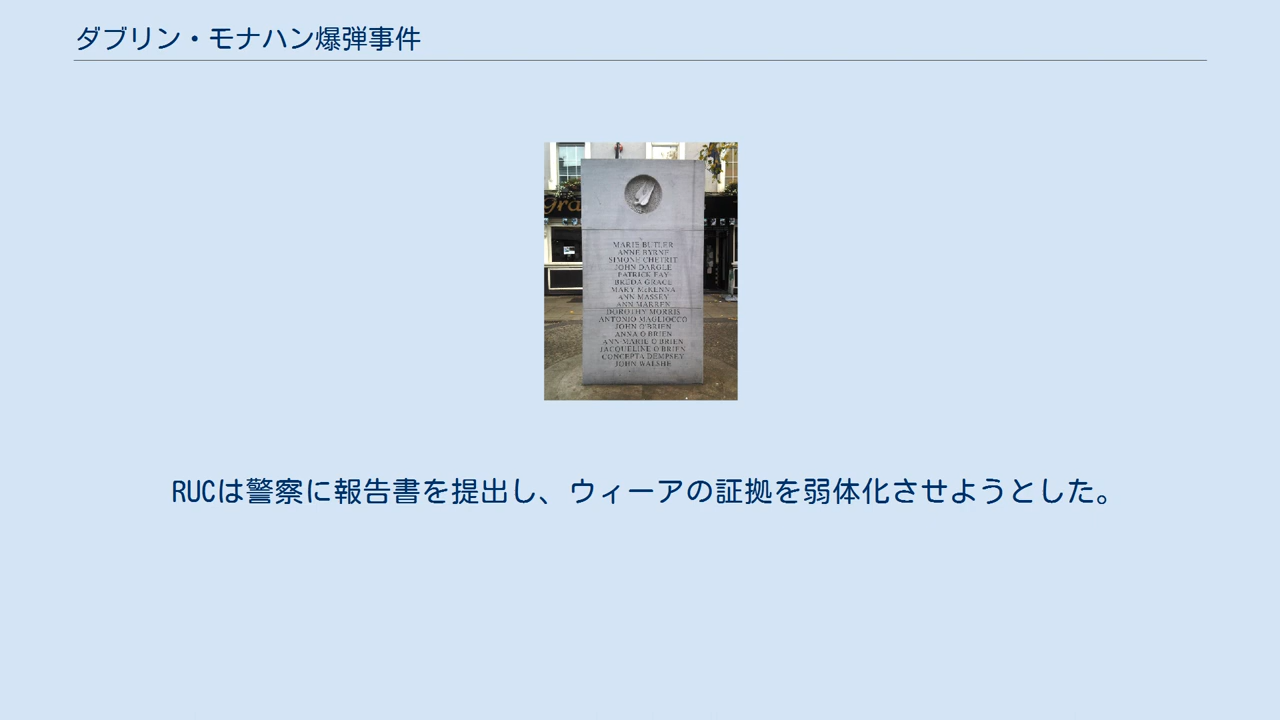 ダブリン・モナハン爆弾事件
gra
MARIE BUTLER
ANNE BYRNE
SIMONE CHETRIT
JOHN DARGLE
PATRICK FAY
BREDA GRACE
MARY McKENNA
ANN MASSEY
ANN MARREN
DOROTHY MORRIS
ANTONIO MAGLIOCCO
JOHN O'BRIEN
ANNA O'BRIEN
ANN MARIE O'BRIEN
JACQUELINE O'BRIEN
CONCEPTA DEMPSEY
JOHN WALSHE
RUCは警察に報告書を提出し、ウィーアの証拠を弱体化させようとした。